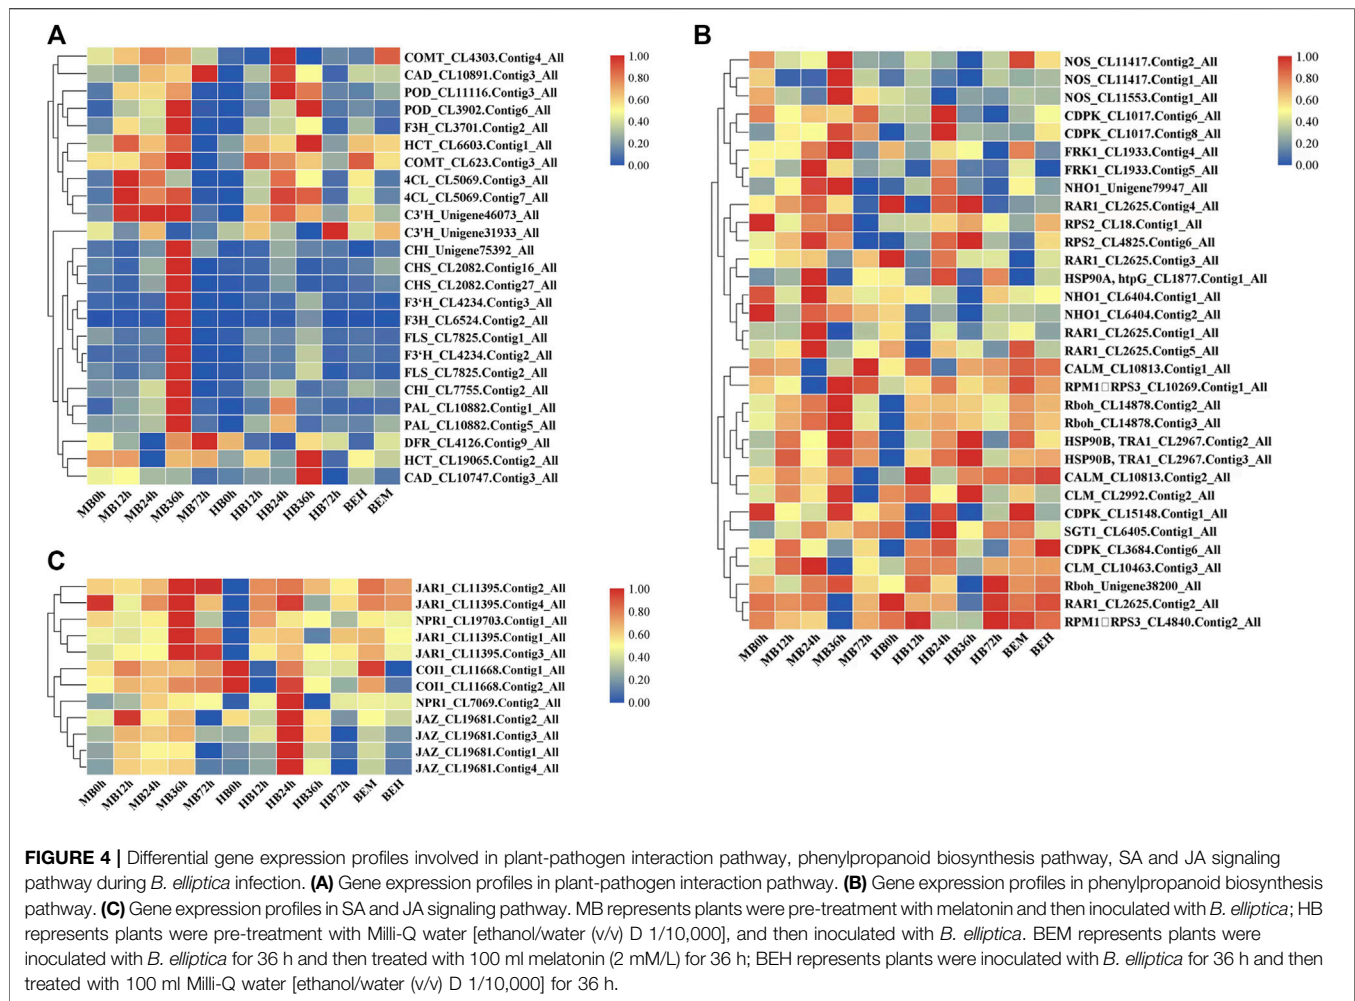 A
COMT_CL4303.Contig4_All
CAD_CL10891.Contig3_All
POD_CL11116.Contig3_All
POD_CL3902.Contig6_All
F3H_CL3701.Contig2_All
HCT_CL6603.Contig1_All
COMT_CL623.Contig3_All
4CL_CL5069.Contig3_All
4CL_CL5069.Contig7_All
C3'H_Unigene46073_All
C3'H_Unigene31933_All
CHI_Unigene75392_All
CHS_CL2082.Contig16_All
CHS_CL2082.Contig27_All
F3‘H_CL4234.Contig3_All
F3H_CL6524.Contig2_All
FLS_CL7825.Contig1_All
F3‘H_CL4234.Contig2_All
FLS_CL7825.Contig2_All
CHI_CL7755.Contig2_All
PAL_CL10882.Contig1_All
PAL_CL10882.Contig5_All
DFR_CL4126.Contig9_All
HCT_CL19065.Contig2_All
CAD_CL10747.Contig3_All
MB0h MB12h MB24h MB36h MB72h HB0h HB12h HB24h HB36h HB72h BEH BEM
1.00
0.80
0.60
0.40
0.20
0.00
B
NOS_CL11417.Contig2_All
NOS_CL11417.Contig1_All
NOS_CL11553.Contig1_All
CDPK_CL1017.Contig6_All
CDPK_CL1017.Contig8_All
FRK1_CL1933.Contig4_All
FRK1_CL1933.Contig5_All
NHO1_Unigene79947_All
RAR1_CL2625.Contig4_All
RPS2_CL18.Contig1_All
RPS2_CL4825.Contig6_All
RAR1_CL2625.Contig3_All
HSP90A, htpG_CL1877.Contig1_All
NHO1_CL6404.Contig1_All
NHO1_CL6404.Contig2_All
RAR1_CL2625.Contig1_All
RAR1_CL2625.Contig5_All
CALM_CL10813.Contig1_All
RPM1□RPS3_CL10269.Contig1_All
Rboh_CL14878.Contig2_All
Rboh_CL14878.Contig3_All
HSP90B, TRA1_CL2967.Contig2_All
HSP90B, TRA1_CL2967.Contig3_All
CALM_CL10813.Contig2_All
CLM_CL2992.Contig2_All
CDPK_CL15148.Contig1_All
SGT1_CL6405.Contig1_All
CDPK_CL3684.Contig6_All
CLM_CL10463.Contig3_All
Rboh_Unigene38200_All
RAR1_CL2625.Contig2_All
RPM1□RPS3_CL4840.Contig2_All
MB0h MB12h MB24h MB36h MB72h HB0h HB12h HB24h HB36h HB72h BEM BEH
1.00
0.80
0.60
0.40
0.20
0.00
C
JAR1_CL11395.Contig2_All
JAR1_CL11395.Contig4_All
NPR1_CL19703.Contig1_All
JAR1_CL11395.Contig1_All
JAR1_CL11395.Contig3_All
COI1_CL11668.Contig1_All
COI1_CL11668.Contig2_All
NPR1_CL7069.Contig2_All
JAZ_CL19681.Contig2_All
JAZ_CL19681.Contig3_All
JAZ_CL19681.Contig1_All
JAZ_CL19681.Contig4_All
MB0h MB12h MB24h MB36h MB72h HB0h HB12h HB24h HB36h HB72h BEM BEH
1.00
0.80
0.60
0.40
0.20
0.00
FIGURE 4 | Differential gene expression profiles involved in plant-pathogen interaction pathway, phenylpropanoid biosynthesis pathway, SA and JA signaling
pathway during B. elliptica infection. (A) Gene expression profiles in plant-pathogen interaction pathway. (B) Gene expression profiles in phenylpropanoid biosynthesis
pathway. (C) Gene expression profiles in SA and JA signaling pathway. MB represents plants were pre-treatment with melatonin and then inoculated with B. elliptica; HB
represents plants were pre-treatment with Milli-Q water [ethanol/water (v/v) D 1/10,000], and then inoculated with B. elliptica. BEM represents plants were
inoculated with B. elliptica for 36 h and then treated with 100 ml melatonin (2 mM/L) for 36 h; BEH represents plants were inoculated with B. elliptica for 36 h and then
treated with 100 ml Milli-Q water [ethanol/water (v/v) D 1/10,000] for 36 h.